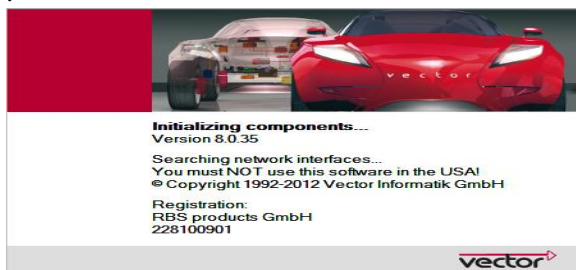 vector
Initializing components...
Version 8.0.35
Searching network interfaces...
You must NOT use this software in the USA!
© Copyright 1992-2012 Vector Informatik GmbH
Registration:
RBS products GmbH
228100901
vector